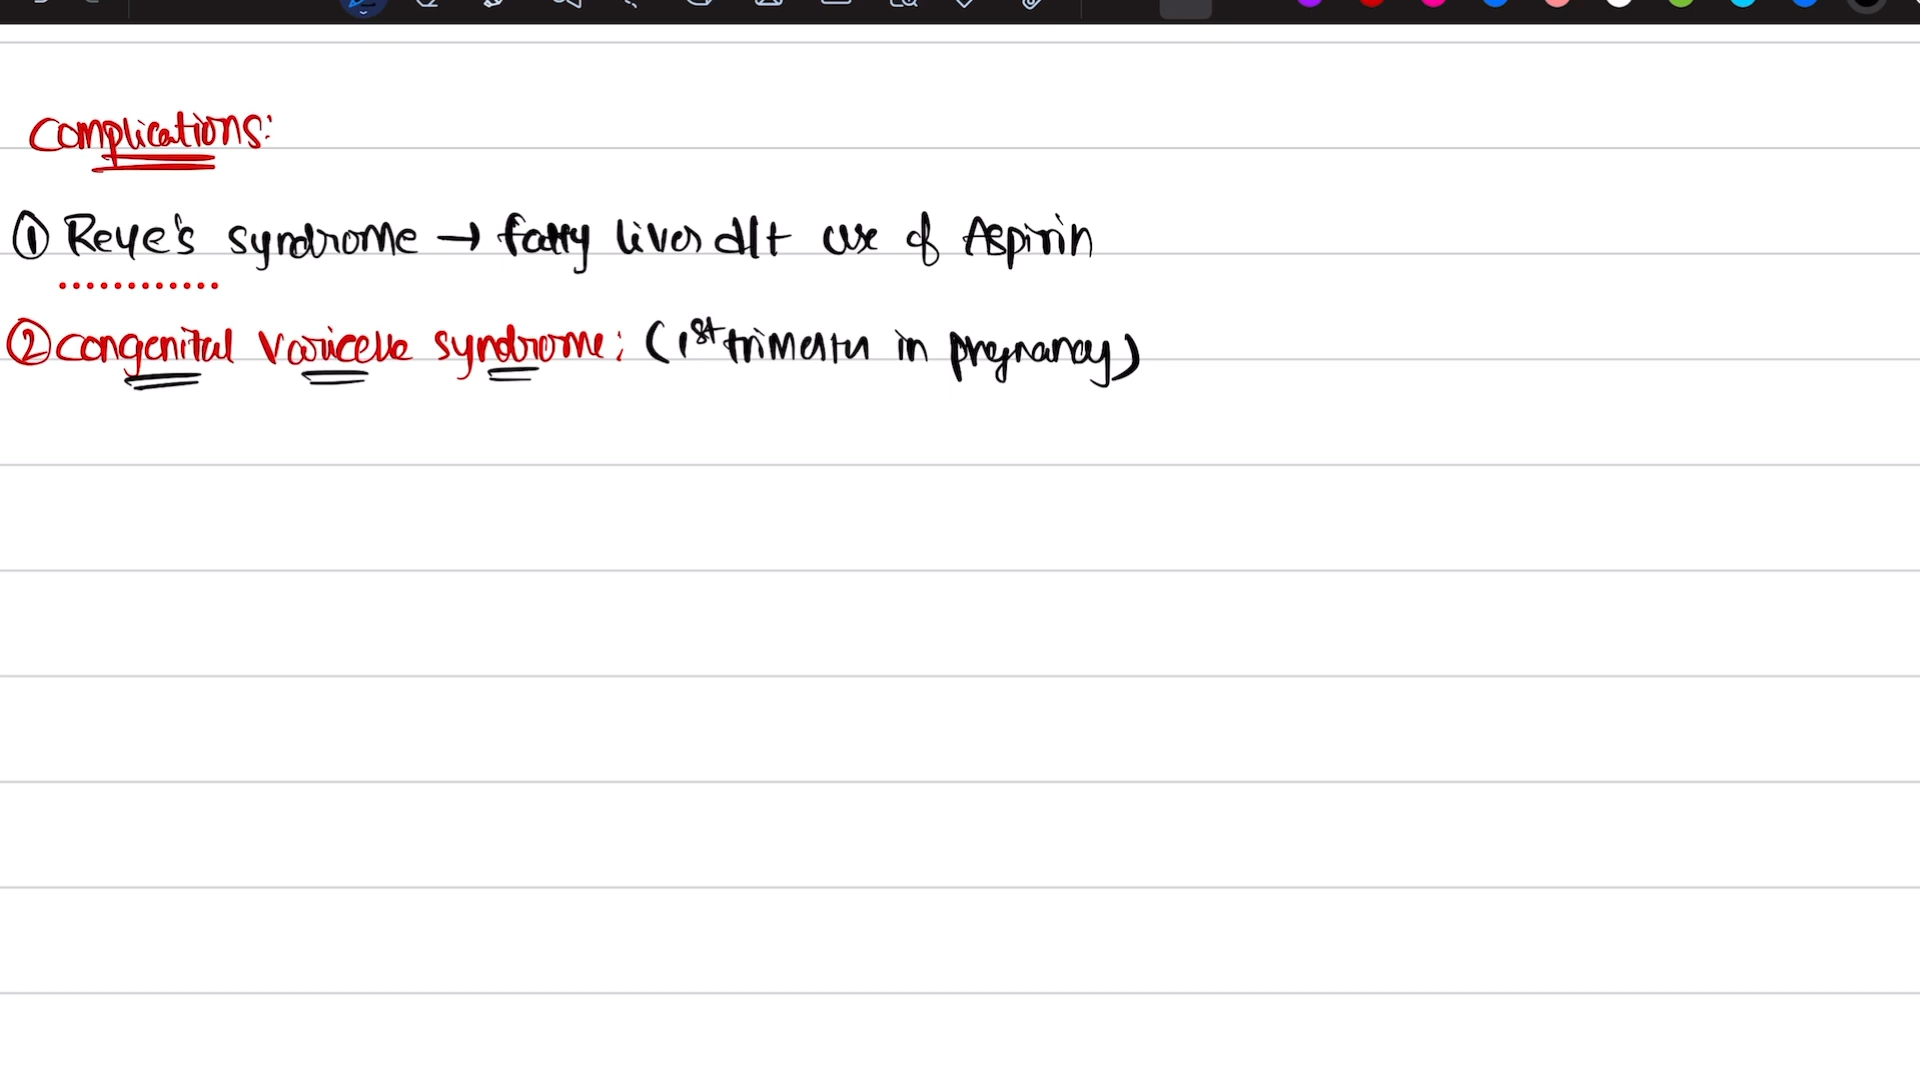 Complications:
① Reye's syndrome → fatty liver d/t use of Aspirin
② Congenital Varicella syndrome: (1st trimester in pregnancy)